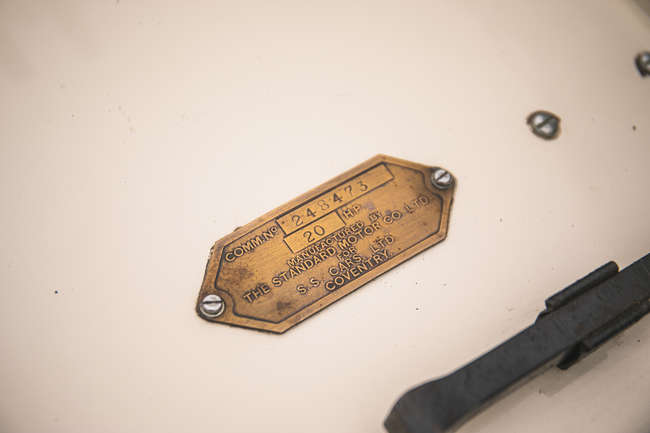 COMM. Nº 248473
20 H.P.
MANUFACTURED BY
THE STANDARD MOTOR CO. LTD.
FOR
S.S. CARS, LTD
COVENTRY.